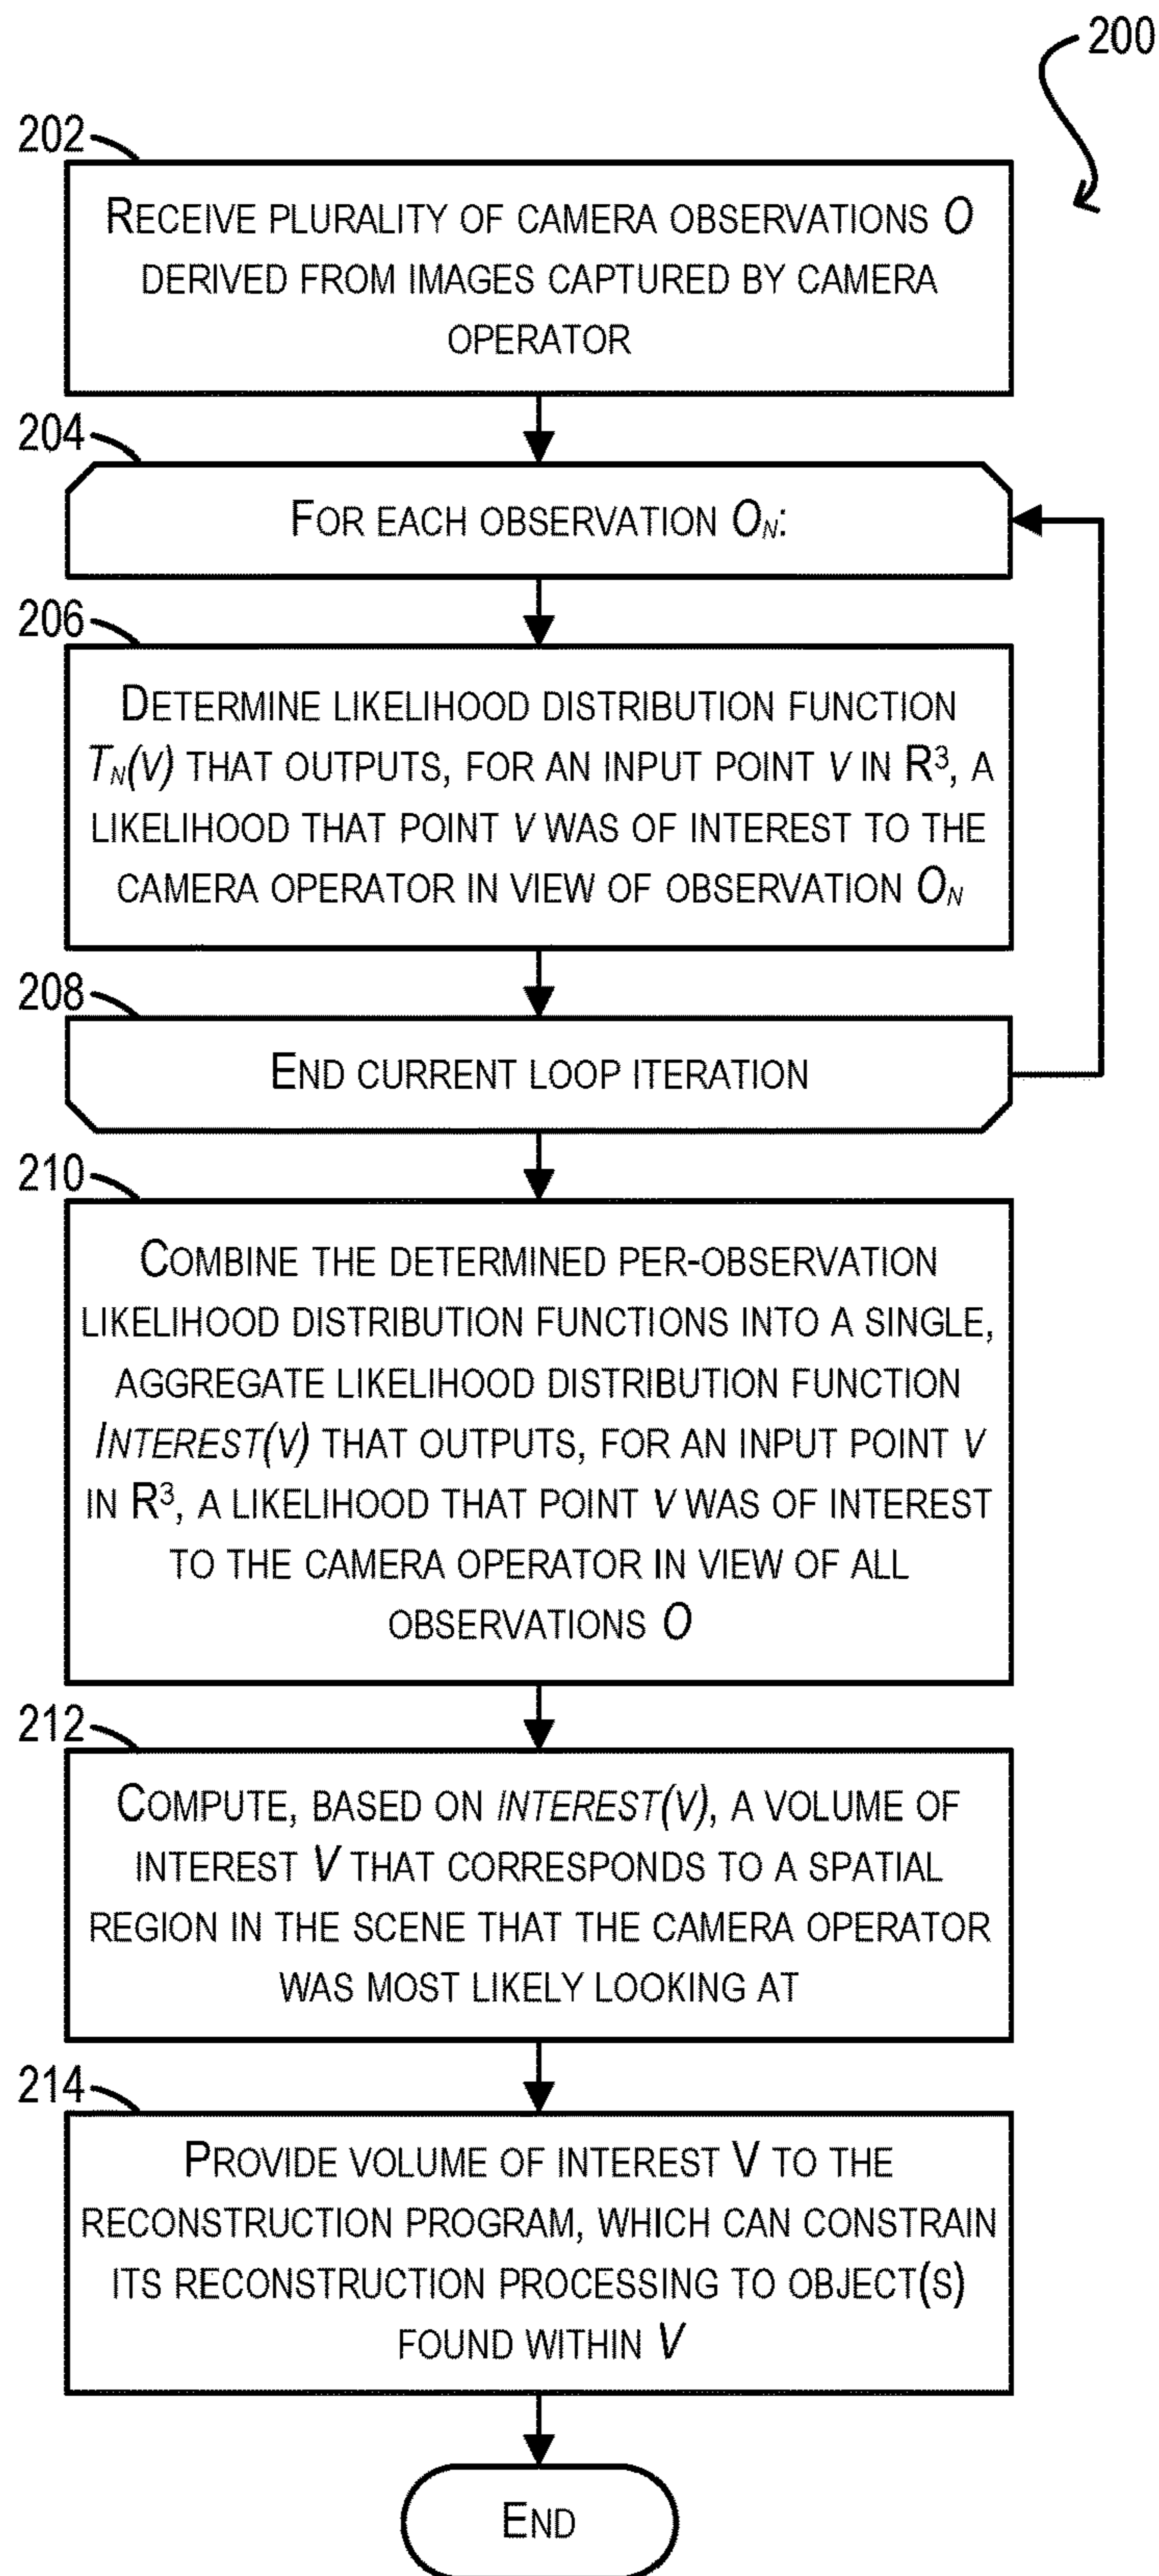 200
202
RECEIVE PLURALITY OF CAMERA OBSERVATIONS O
DERIVED FROM IMAGES CAPTURED BY CAMERA
OPERATOR
204
FOR EACH OBSERVATION O_N:
206
DETERMINE LIKELIHOOD DISTRIBUTION FUNCTION
T_N(V) THAT OUTPUTS, FOR AN INPUT POINT V IN R³, A
LIKELIHOOD THAT POINT V WAS OF INTEREST TO THE
CAMERA OPERATOR IN VIEW OF OBSERVATION O_N
208
END CURRENT LOOP ITERATION
210
COMBINE THE DETERMINED PER-OBSERVATION
LIKELIHOOD DISTRIBUTION FUNCTIONS INTO A SINGLE,
AGGREGATE LIKELIHOOD DISTRIBUTION FUNCTION
INTEREST(V) THAT OUTPUTS, FOR AN INPUT POINT V
IN R³, A LIKELIHOOD THAT POINT V WAS OF INTEREST
TO THE CAMERA OPERATOR IN VIEW OF ALL
OBSERVATIONS O
212
COMPUTE, BASED ON INTEREST(V), A VOLUME OF
INTEREST V THAT CORRESPONDS TO A SPATIAL
REGION IN THE SCENE THAT THE CAMERA OPERATOR
WAS MOST LIKELY LOOKING AT
214
PROVIDE VOLUME OF INTEREST V TO THE
RECONSTRUCTION PROGRAM, WHICH CAN CONSTRAIN
ITS RECONSTRUCTION PROCESSING TO OBJECT(S)
FOUND WITHIN V
END